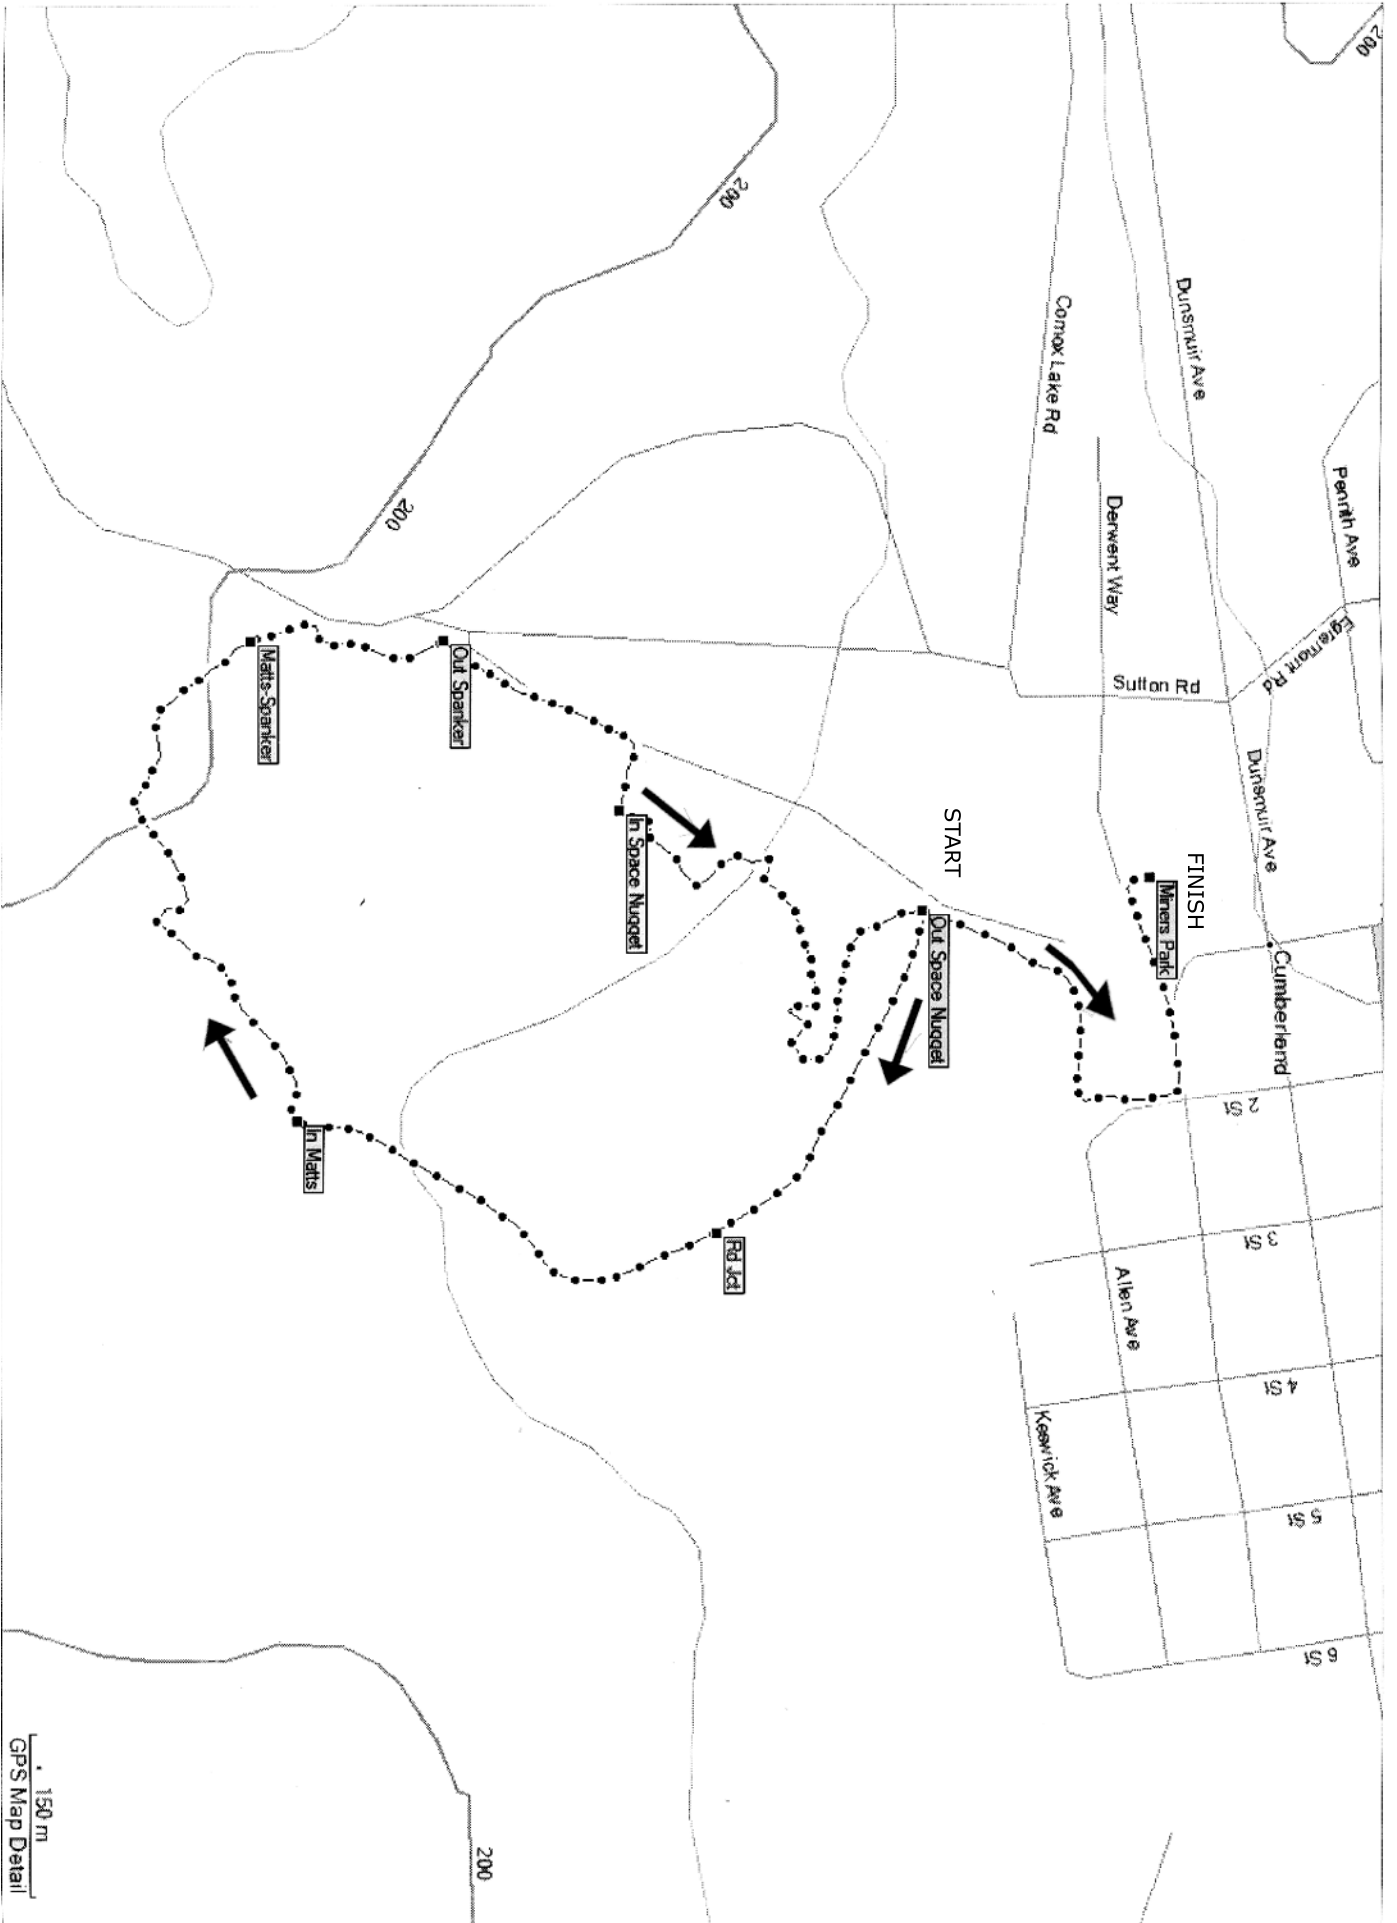 200
200
200
200
Dunsmuir Ave
Comox Lake Rd
Penrith Ave
Derwent Way
Egremont Rd
Sutton Rd
Dunsmuir Ave
START
FINISH
Miners Park
Cumberland
Matts-Spanker
Out Spanker
In Space Nugget
Out Space Nugget
In Matts
Rd Jct
2 St
3 St
Allen Ave
4 St
Keswick Ave
5 St
6 St
150 m
GPS Map Detail